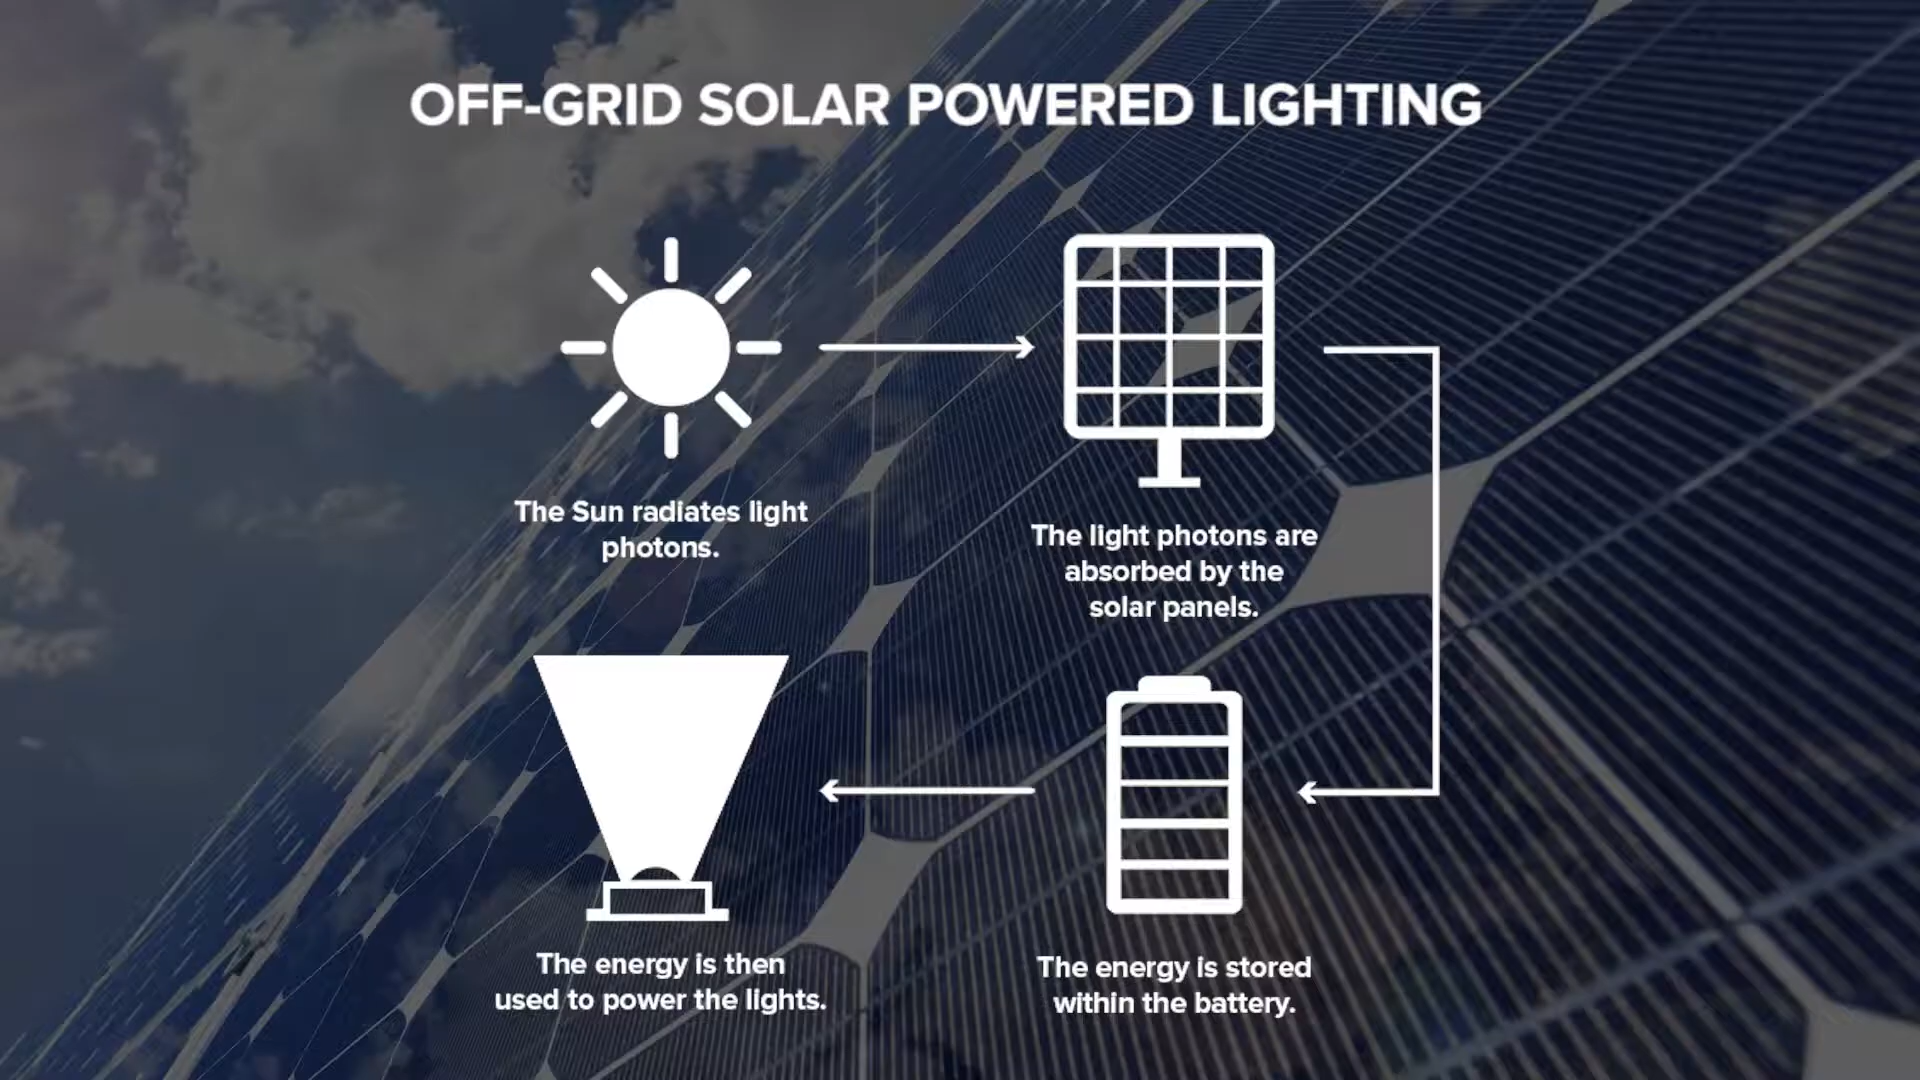 OFF-GRID SOLAR POWERED LIGHTING
The Sun radiates light
photons.
The light photons are
absorbed by the
solar panels.
The energy is then
used to power the lights.
The energy is stored
within the battery.